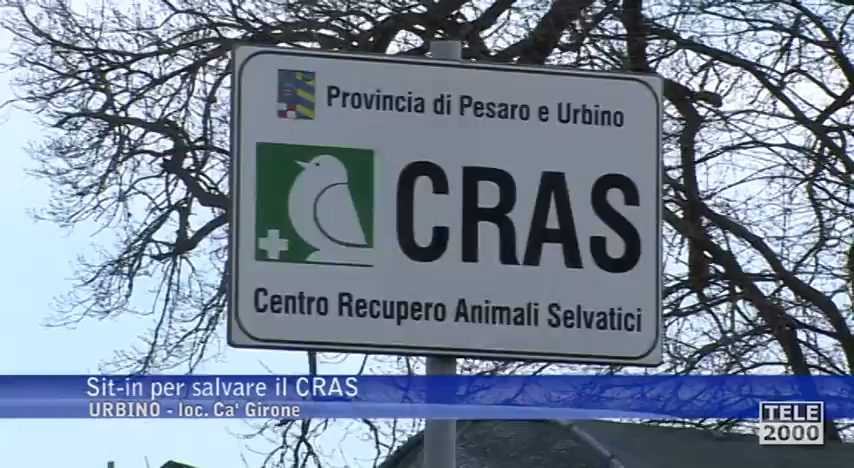 Provincia di Pesaro e Urbino
CRAS
Centro Recupero Animali Selvatici
Sit-in per salvare il CRAS
URBINO - loc. Ca' Girone
TELE
2000